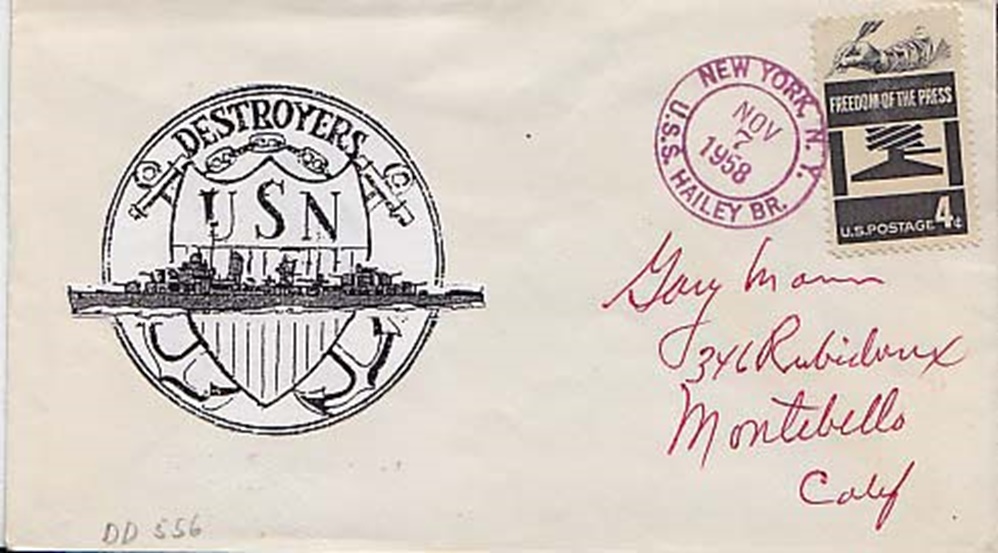 DESTROYERS
USN
NEW YORK, N.Y.
NOV
7
1958
U.S.S. HAILEY BR.
FREEDOM OF THE PRESS
U.S. POSTAGE 4¢
Gary Mann
346 Rubidoux
Montebello
Calif
DD 556